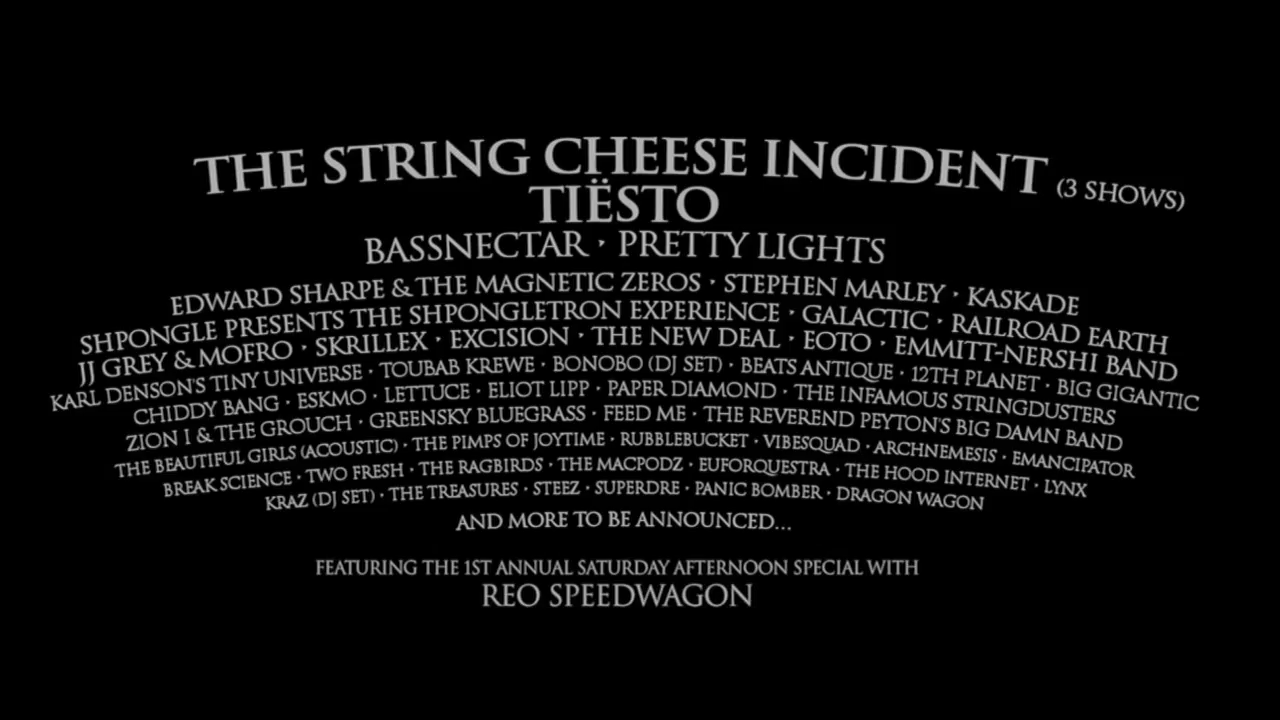 THE STRING CHEESE INCIDENT (3 SHOWS)
TIËSTO
BASSNECTAR · PRETTY LIGHTS
EDWARD SHARPE & THE MAGNETIC ZEROS · STEPHEN MARLEY · KASKADE
SHPONGLE PRESENTS THE SHPONGLETRON EXPERIENCE · GALACTIC · RAILROAD EARTH
JJ GREY & MOFRO · SKRILLEX · EXCISION · THE NEW DEAL · EOTO · EMMITT-NERSHI BAND
KARL DENSON'S TINY UNIVERSE · TOUBAB KREWE · BONOBO (DJ SET) · BEATS ANTIQUE · 12TH PLANET · BIG GIGANTIC
CHIDDY BANG · ESKMO · LETTUCE · ELIOT LIPP · PAPER DIAMOND · THE INFAMOUS STRINGDUSTERS
ZION I & THE GROUCH · GREENSKY BLUEGRASS · FEED ME · THE REVEREND PEYTON'S BIG DAMN BAND
THE BEAUTIFUL GIRLS (ACOUSTIC) · THE PIMPS OF JOYTIME · RUBBLEBUCKET · VIBESQUAD · ARCHNEMESIS · EMANCIPATOR
BREAK SCIENCE · TWO FRESH · THE RAGBIRDS · THE MACPODZ · EUFORQUESTRA · THE HOOD INTERNET · LYNX
KRAZ (DJ SET) · THE TREASURES · STEEZ · SUPERDRE · PANIC BOMBER · DRAGON WAGON
AND MORE TO BE ANNOUNCED...
FEATURING THE 1ST ANNUAL SATURDAY AFTERNOON SPECIAL WITH
REO SPEEDWAGON